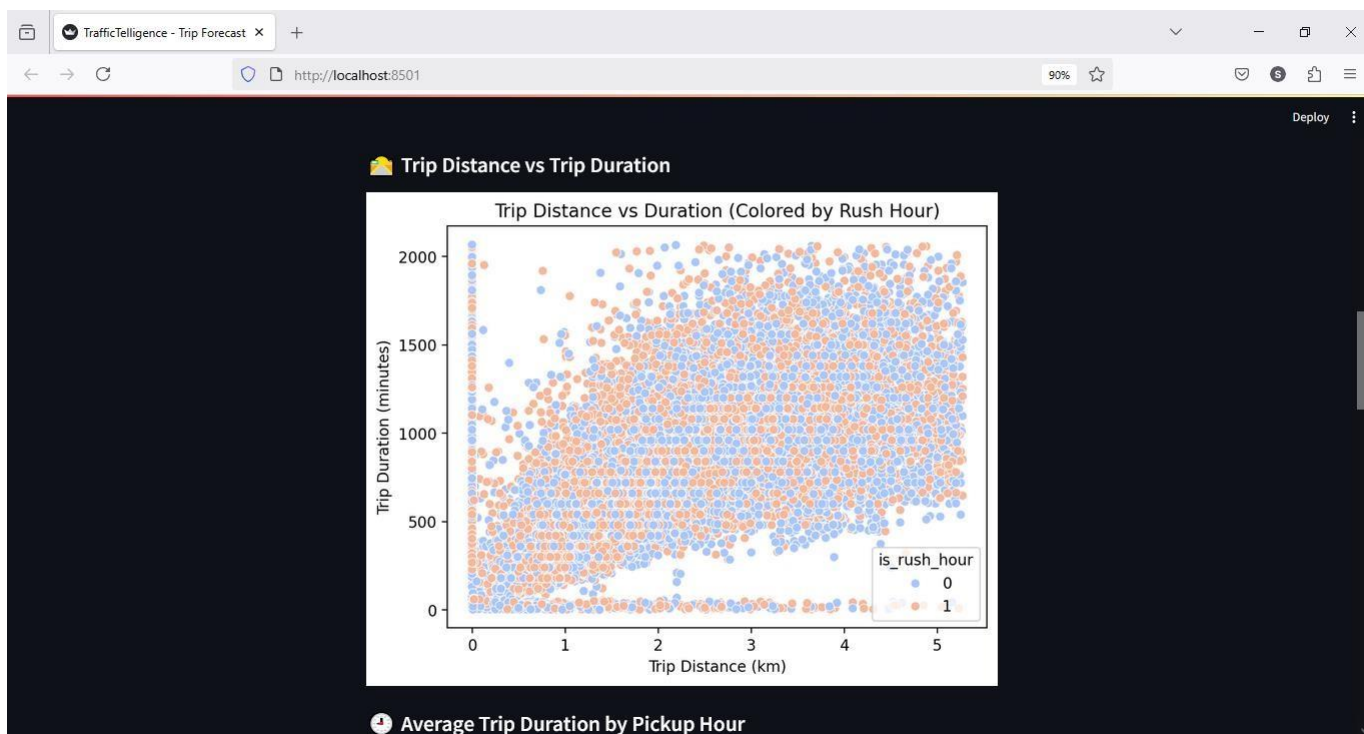 TrafficTelligence - Trip Forecast
http://localhost:8501
90%
S
Deploy
Trip Distance vs Trip Duration
Trip Distance vs Duration (Colored by Rush Hour)
2000
1500
1000
500
0
Trip Duration (minutes)
is_rush_hour
0
1
0 1 2 3 4 5
Trip Distance (km)
Average Trip Duration by Pickup Hour